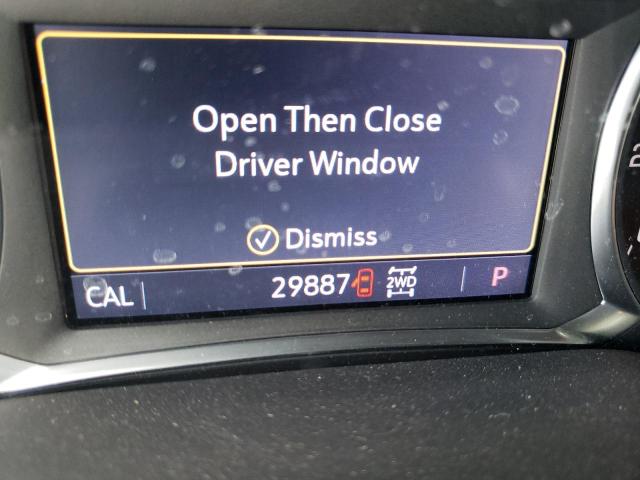 Open Then Close
Driver Window
Dismiss
CAL 29887 2WD P